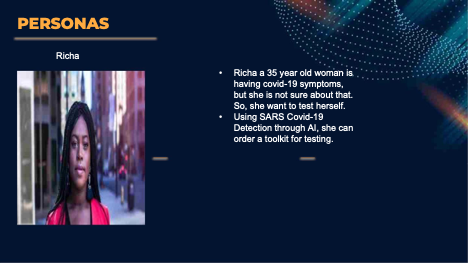 PERSONAS
Richa
• Richa a 35 year old woman is
having covid-19 symptoms,
but she is not sure about that.
So, she want to test herself.
• Using SARS Covid-19
Detection through AI, she can
order a toolkit for testing.